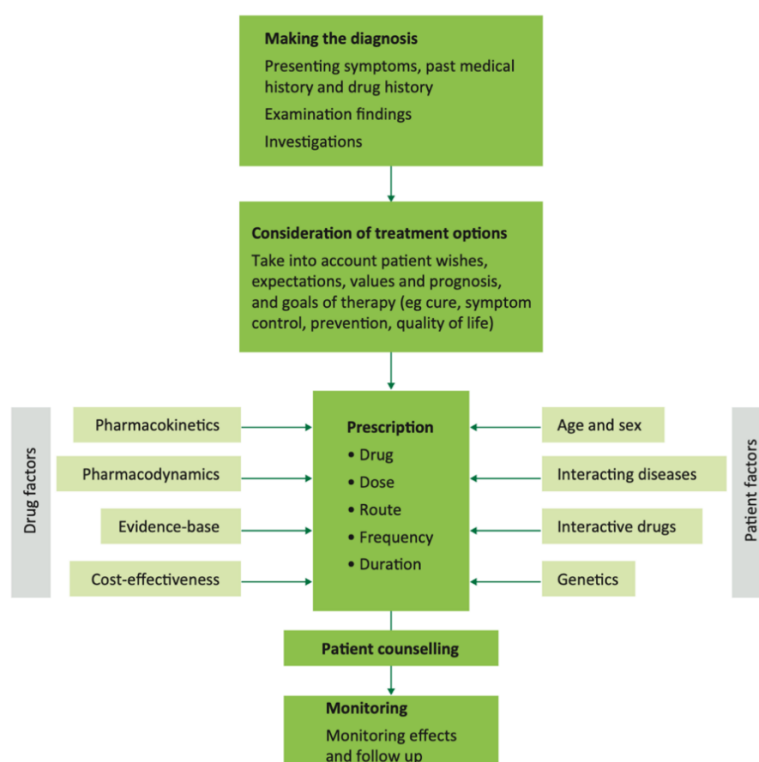 Making the diagnosis
Presenting symptoms, past medical
history and drug history
Examination findings
Investigations
Consideration of treatment options
Take into account patient wishes,
expectations, values and prognosis,
and goals of therapy (eg cure, symptom
control, prevention, quality of life)
Drug factors
Pharmacokinetics
Pharmacodynamics
Evidence-base
Cost-effectiveness
Prescription
• Drug
• Dose
• Route
• Frequency
• Duration
Age and sex
Interacting diseases
Interactive drugs
Genetics
Patient factors
Patient counselling
Monitoring
Monitoring effects
and follow up